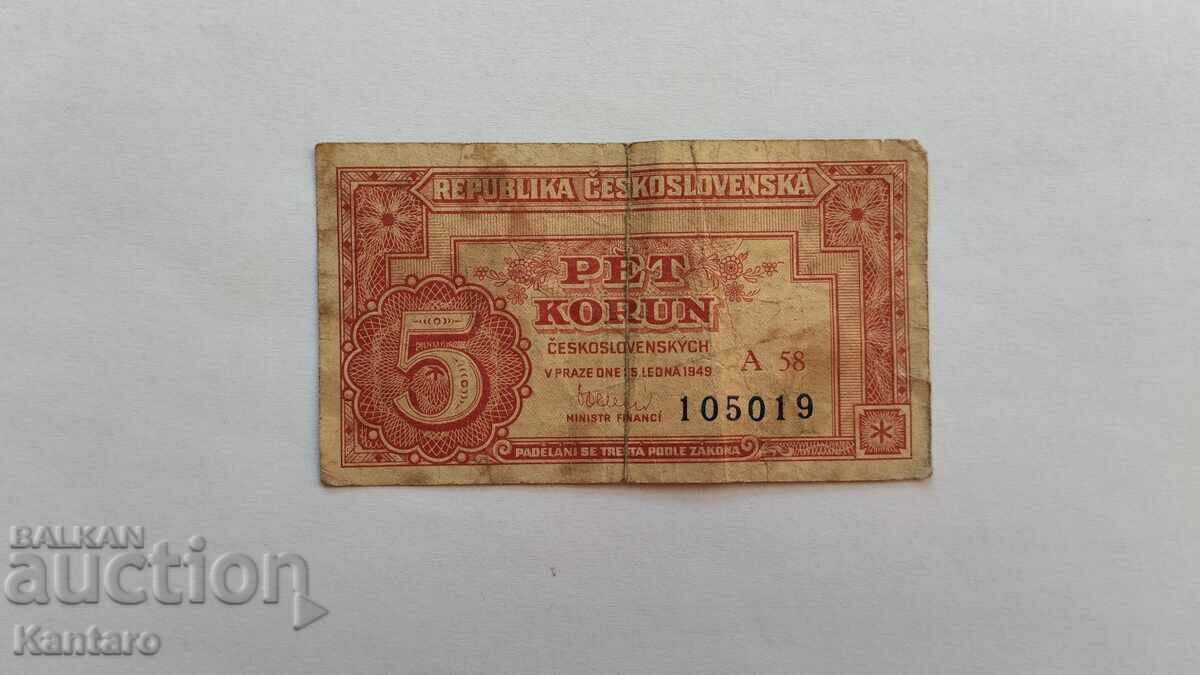 REPUBLIKA ČESKOSLOVENSKÁ
PĚT
KORUN
ČESKOSLOVENSKÝCH
V PRAZE DNE 25. LEDNA 1949
A 58
5
MINISTR FINANCÍ
105019
PADĚLÁNÍ SE TRESTÁ PODLE ZÁKONA
BALKAN
auction
Kantaro